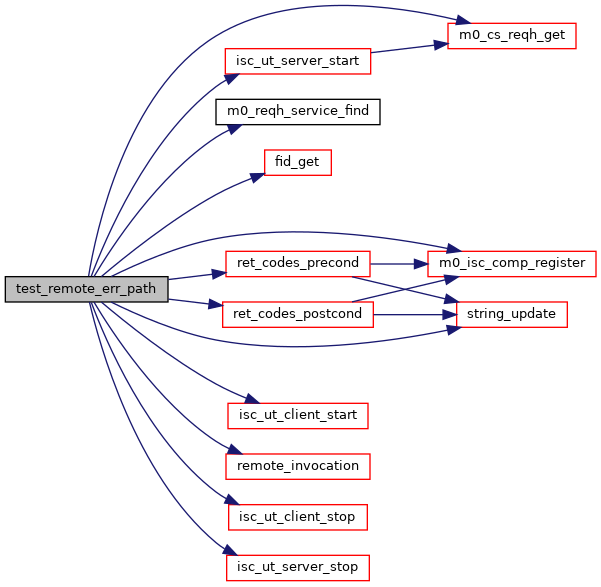 m0_cs_reqh_get
isc_ut_server_start
m0_reqh_service_find
fid_get
ret_codes_precond
m0_isc_comp_register
test_remote_err_path
ret_codes_postcond
string_update
isc_ut_client_start
remote_invocation
isc_ut_client_stop
isc_ut_server_stop